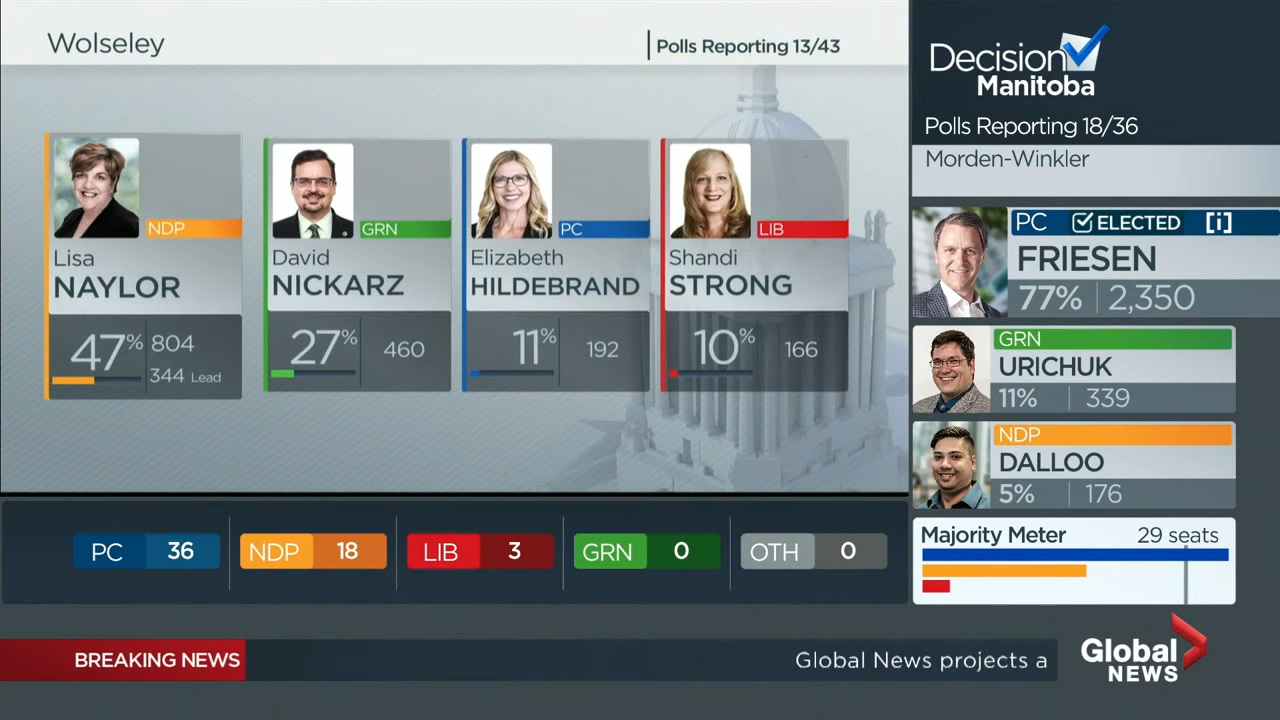 Wolseley
Polls Reporting 13/43
NDP
Lisa
NAYLOR
47%
804
344 Lead
GRN
David
NICKARZ
27%
460
PC
Elizabeth
HILDEBRAND
11%
192
LIB
Shandi
STRONG
10%
166
PC 36
NDP 18
LIB 3
GRN 0
OTH 0
Decision
Manitoba
Polls Reporting 18/36
Morden-Winkler
PC ELECTED [i]
FRIESEN
77% 2,350
GRN
URICHUK
11% 339
NDP
DALLOO
5% 176
Majority Meter 29 seats
BREAKING NEWS
Global News projects a
Global
NEWS